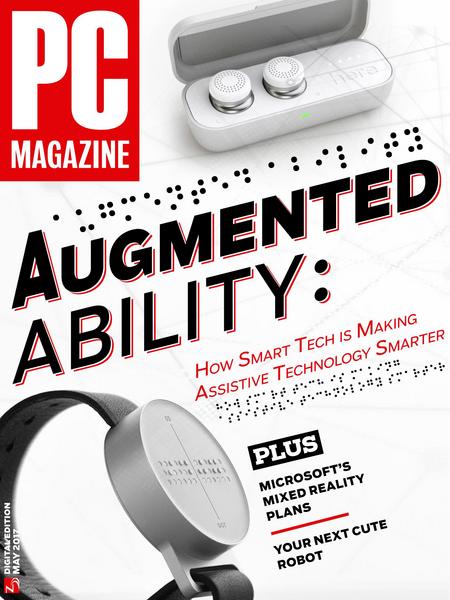 PC
MAGAZINE
here
AUGMENTED
ABILITY:
HOW SMART TECH IS MAKING
ASSISTIVE TECHNOLOGY SMARTER
PLUS
MICROSOFT'S
MIXED REALITY
PLANS
YOUR NEXT CUTE
ROBOT
DIGITAL EDITION
MAY 2017